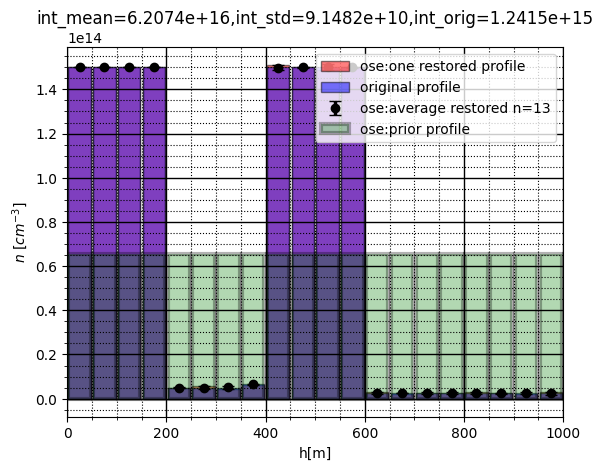 int_mean=6.2074e+16,int_std=9.1482e+10,int_orig=1.2415e+15
1e14
ose:one restored profile
original profile
ose:average restored n=13
ose:prior profile
1.4
1.2
1.0
0.8
0.6
0.4
0.2
0.0
n [cm⁻³]
0 200 400 600 800 1000
h[m]